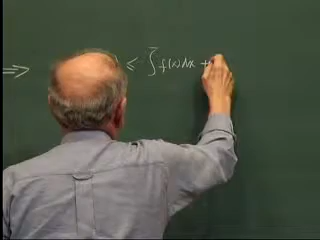 ⇒ ) < ∫ f(x)dx +